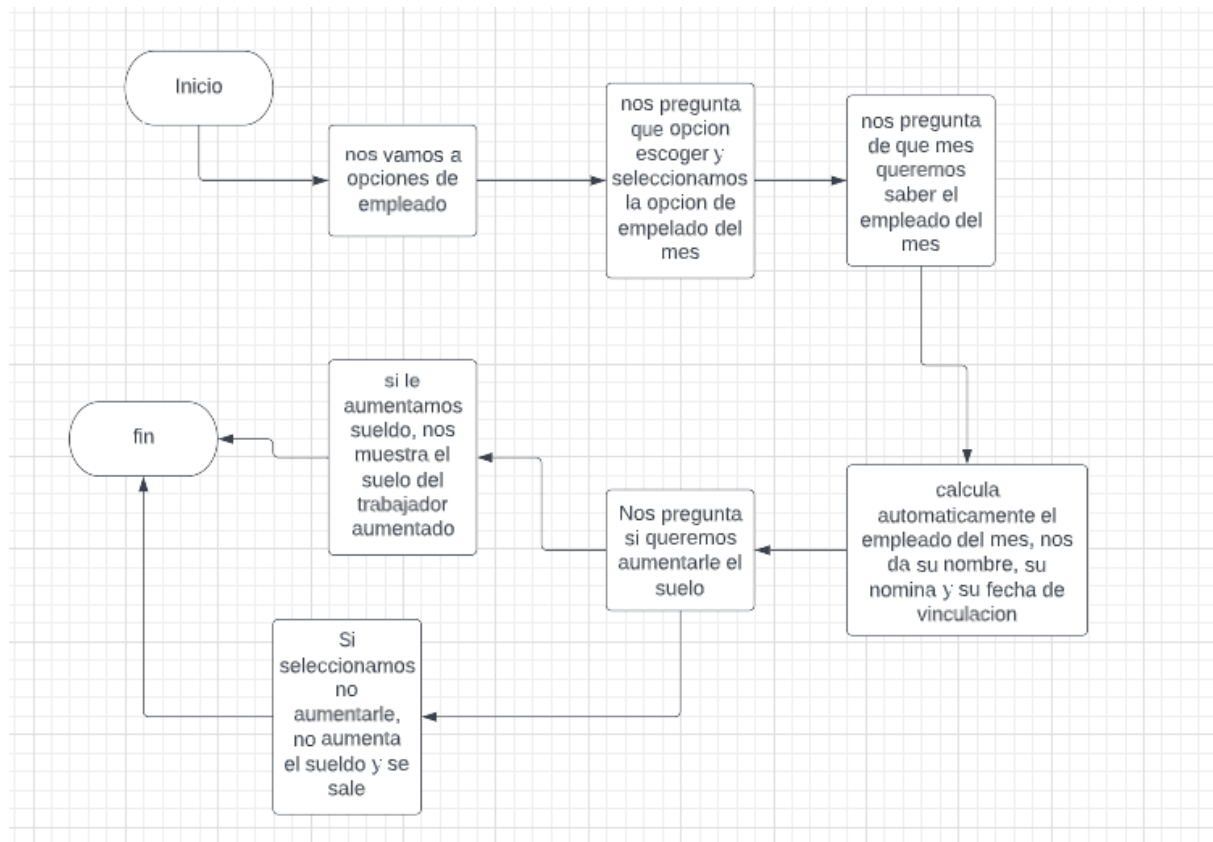 Inicio
nos vamos a
opciones de
empleado
nos pregunta
que opcion
escoger y
seleccionamos
la opcion de
empelado del
mes
nos pregunta
de que mes
queremos
saber el
empleado del
mes
calcula
automaticamente el
empleado del mes, nos
da su nombre, su
nomina y su fecha de
vinculacion
Nos pregunta
si queremos
aumentarle el
suelo
si le
aumentamos
sueldo, nos
muestra el
suelo del
trabajador
aumentado
Si
seleccionamos
no
aumentarle,
no aumenta
el sueldo y se
sale
fin